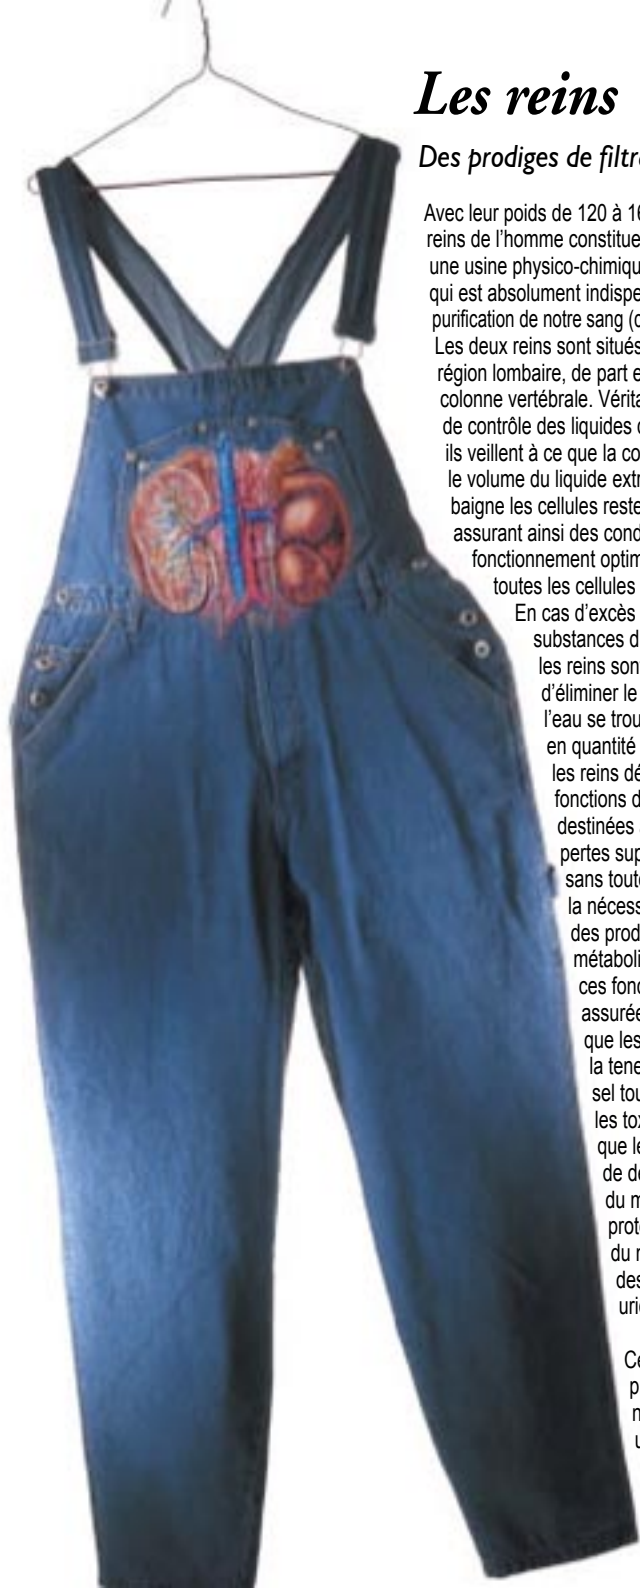 Les reins
Des prodiges de filtr
Avec leur poids de 120 à 16
reins de l’homme constitue
une usine physico-chimiqu
qui est absolument indispe
purification de notre sang (
Les deux reins sont situés
région lombaire, de part e
colonne vertébrale. Vérita
de contrôle des liquides
ils veillent à ce que la co
le volume du liquide extr
baigne les cellules reste
assurant ainsi des cond
fonctionnement optim
toutes les cellules
En cas d’excès
substances d
les reins son
d’éliminer le
l’eau se trou
en quantité
les reins dé
fonctions d
destinées
pertes sup
sans tout
la nécess
des prod
métaboli
ces fonc
assurée
que les
la tene
sel tou
les tox
que le
de d
du m
prot
du
des
uri
Ce
p